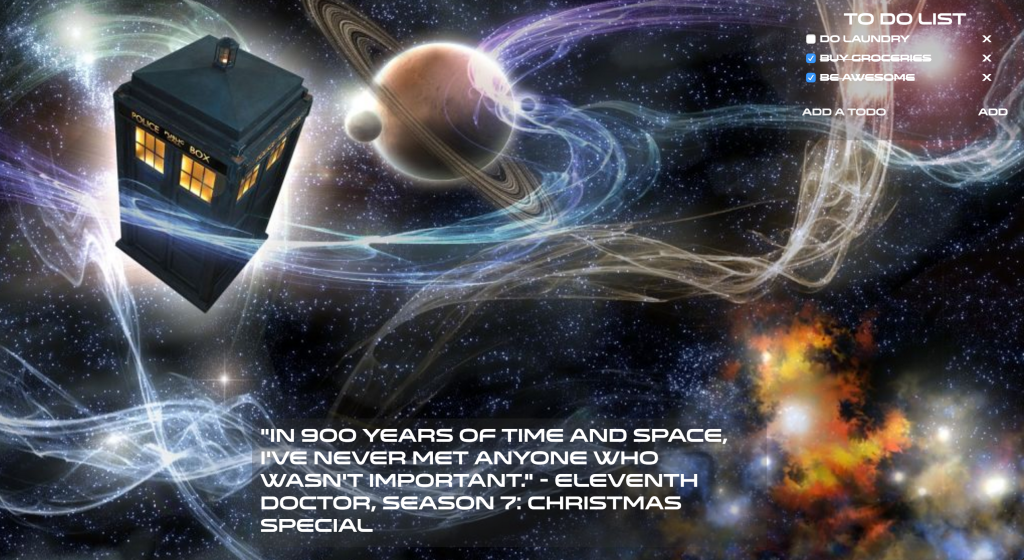 TO DO LIST
DO LAUNDRY X
BUY GROCERIES X
BE AWESOME X
ADD A TODO ADD
POLICE BOX
"IN 900 YEARS OF TIME AND SPACE,
I'VE NEVER MET ANYONE WHO
WASN'T IMPORTANT." - ELEVENTH
DOCTOR, SEASON 7: CHRISTMAS
SPECIAL